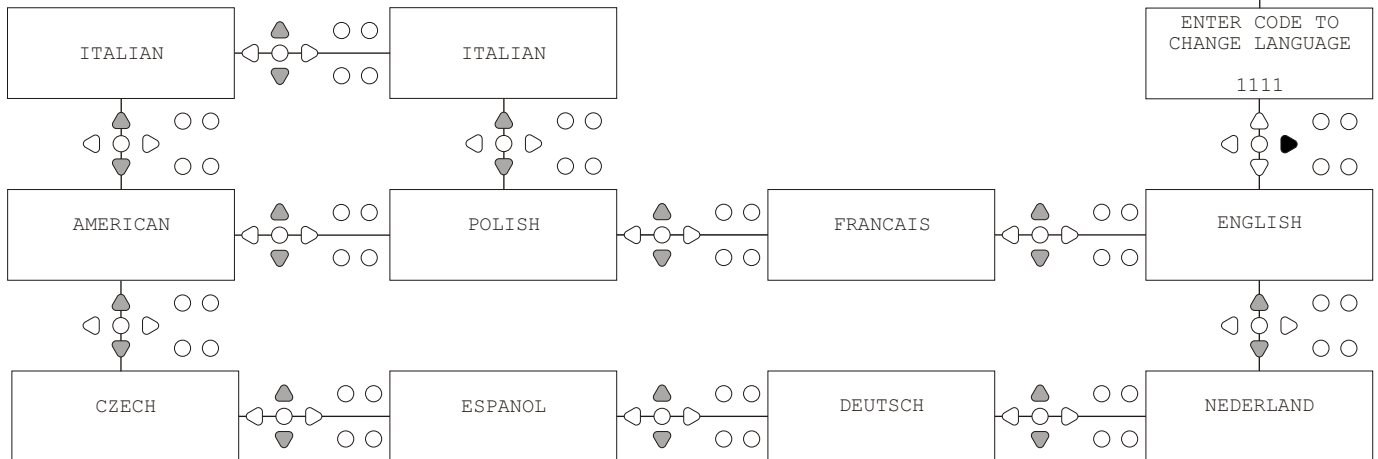 ITALIAN
ITALIAN
ENTER CODE TO
CHANGE LANGUAGE
1111
AMERICAN
POLISH
FRANCAIS
ENGLISH
CZECH
ESPANOL
DEUTSCH
NEDERLAND